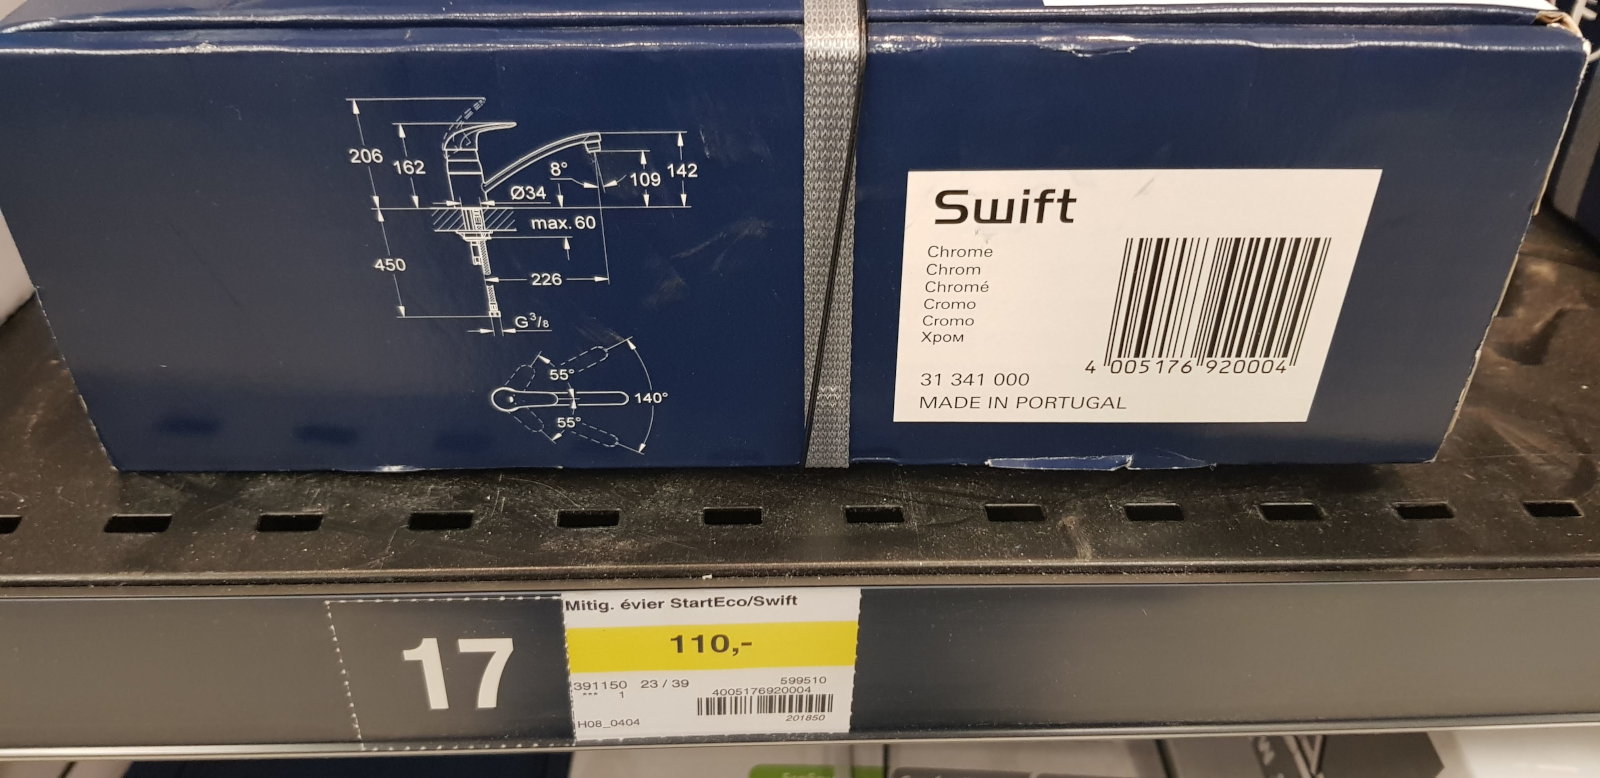 206
162
8°
109
142
Ø34
max. 60
450
226
G 3/8
55°
140°
55°
Swift
Chrome
Chrom
Chromé
Cromo
Cromo
Хром
4 005176 920004
31 341 000
MADE IN PORTUGAL
17
Mitig. évier StartEco/Swift
110,-
391150 23 / 39 599510
*** 1 4005176920004
H08_0404 201850